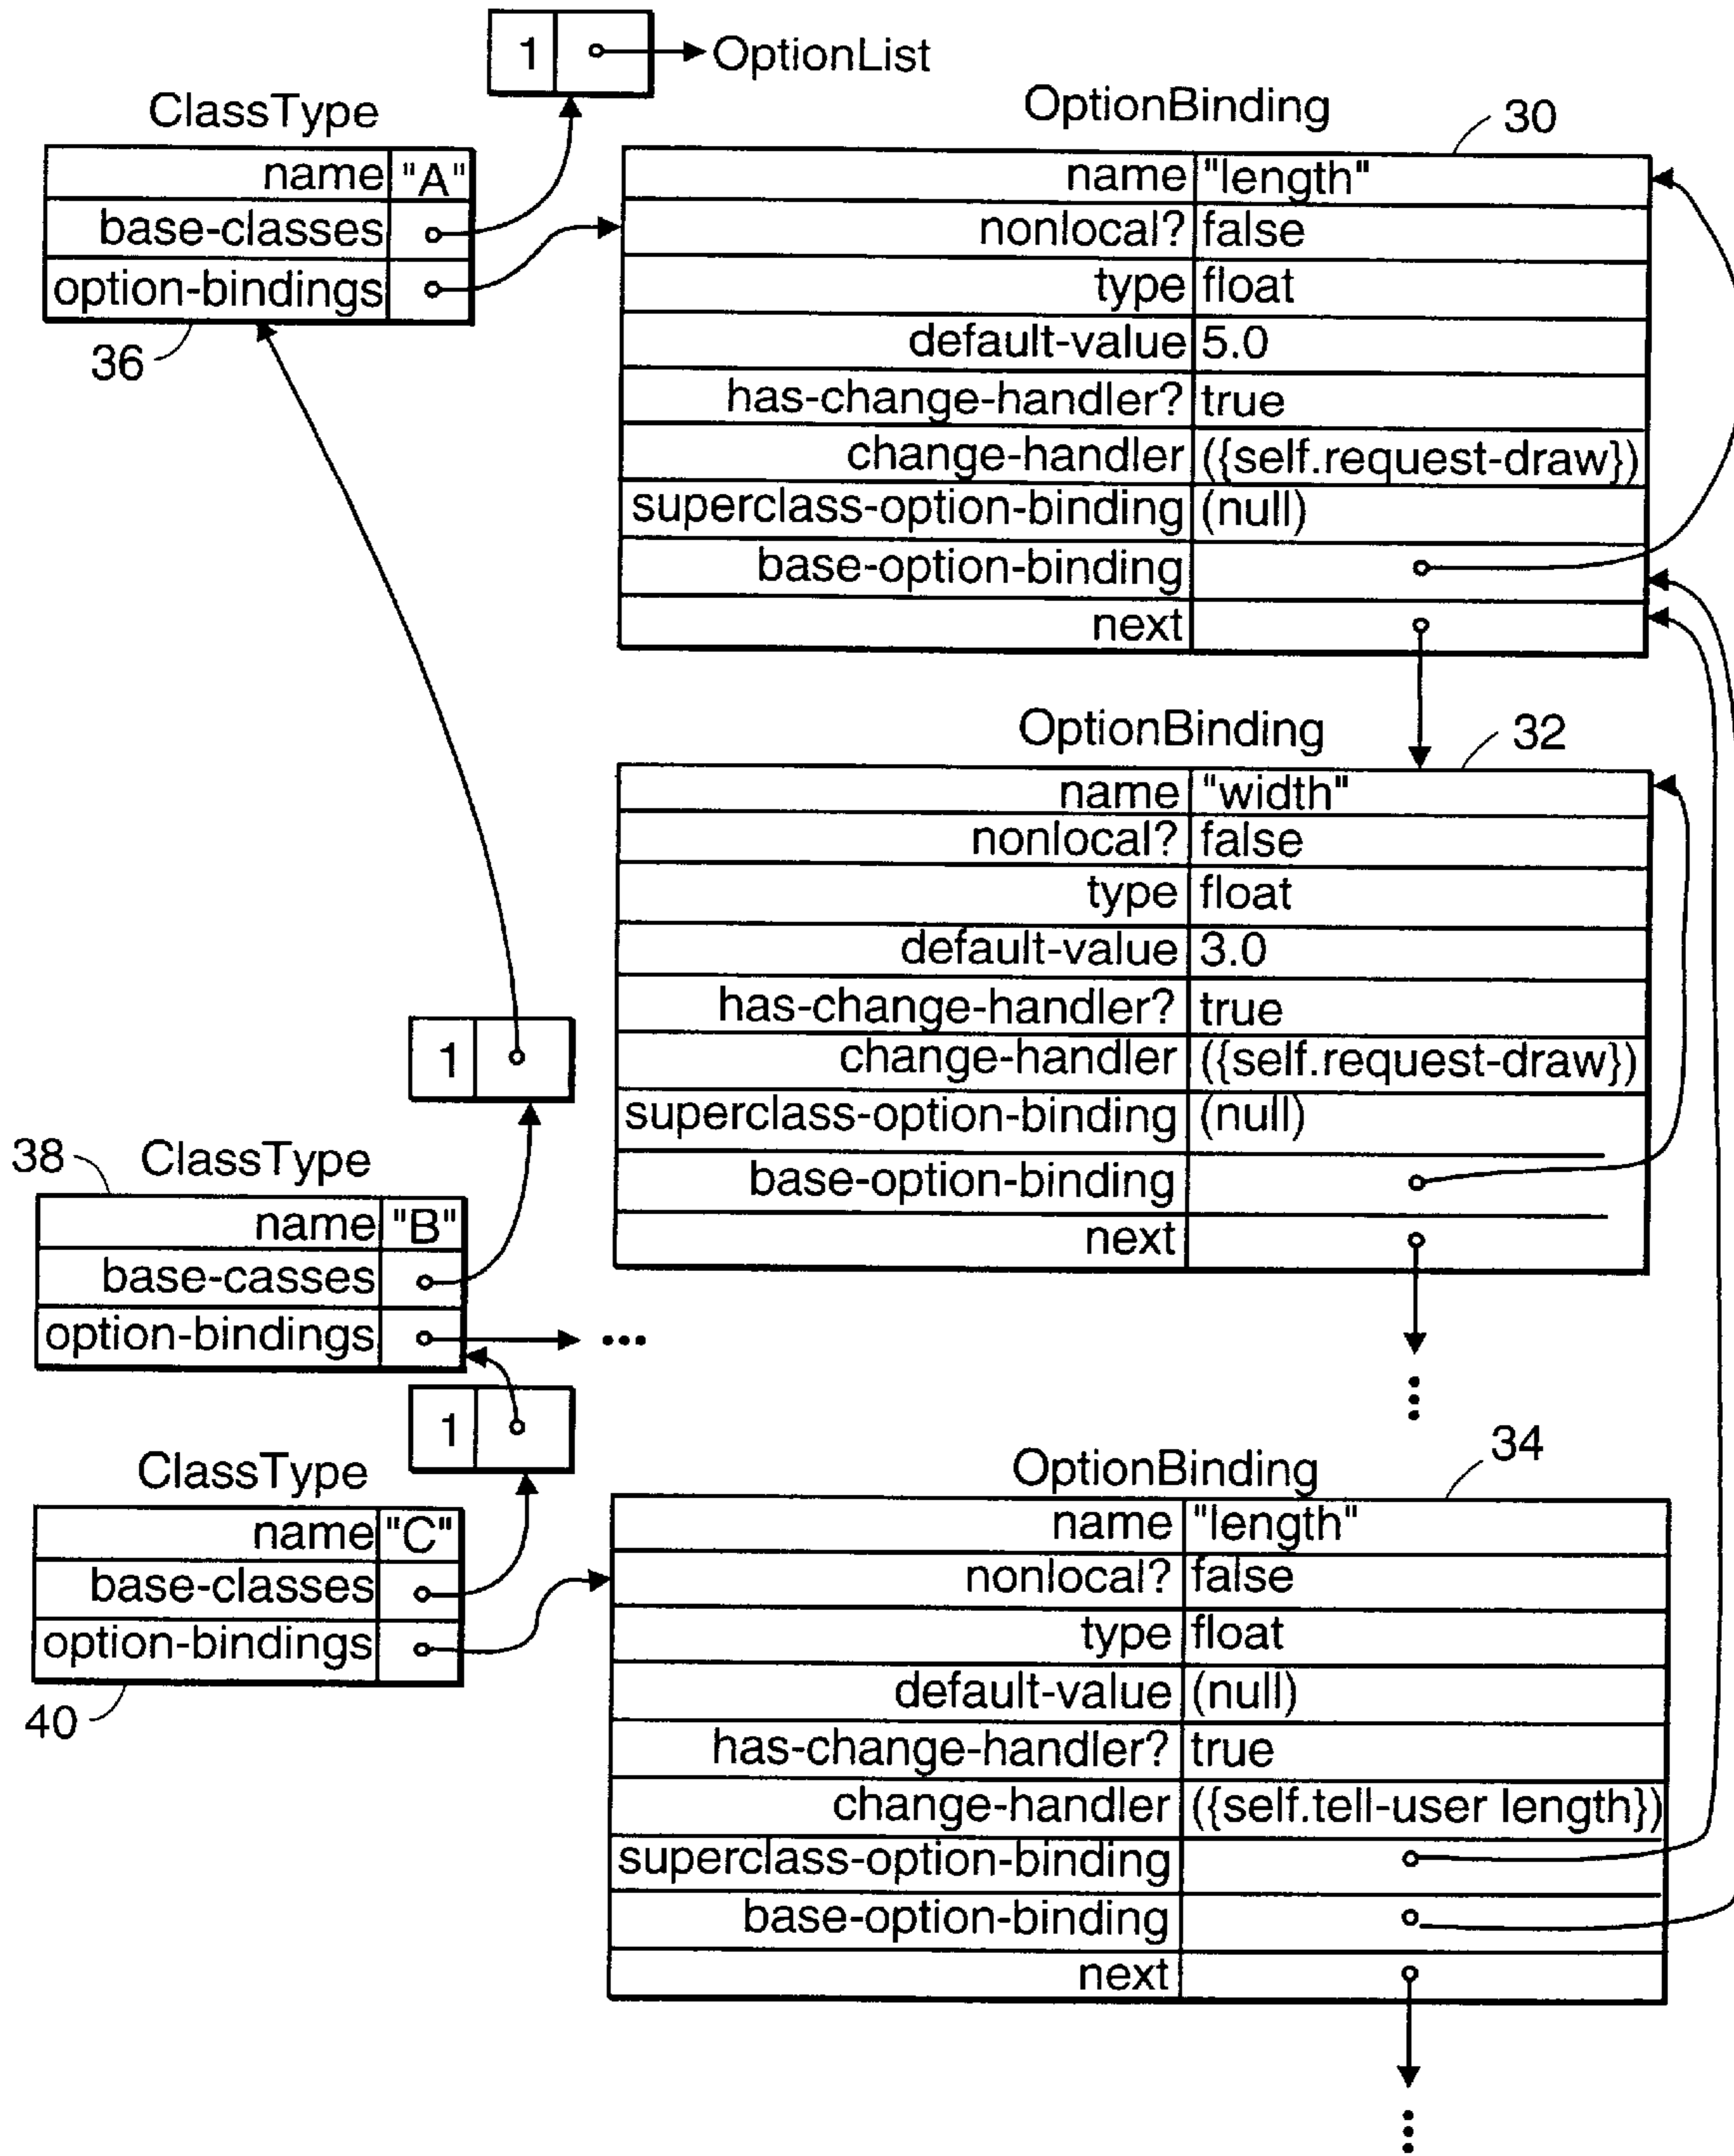 1 OptionList
ClassType
name "A"
base-classes
option-bindings
36
OptionBinding 30
name "length"
nonlocal? false
type float
default-value 5.0
has-change-handler? true
change-handler ({self.request-draw})
superclass-option-binding (null)
base-option-binding
next
OptionBinding 32
name "width"
nonlocal? false
type float
default-value 3.0
has-change-handler? true
change-handler ({self.request-draw})
superclass-option-binding (null)
base-option-binding
next
...
1
38 ClassType
name "B"
base-casses
option-bindings ...
1
ClassType
name "C"
base-classes
option-bindings
40
OptionBinding 34
name "length"
nonlocal? false
type float
default-value (null)
has-change-handler? true
change-handler ({self.tell-user length})
superclass-option-binding
base-option-binding
next
...